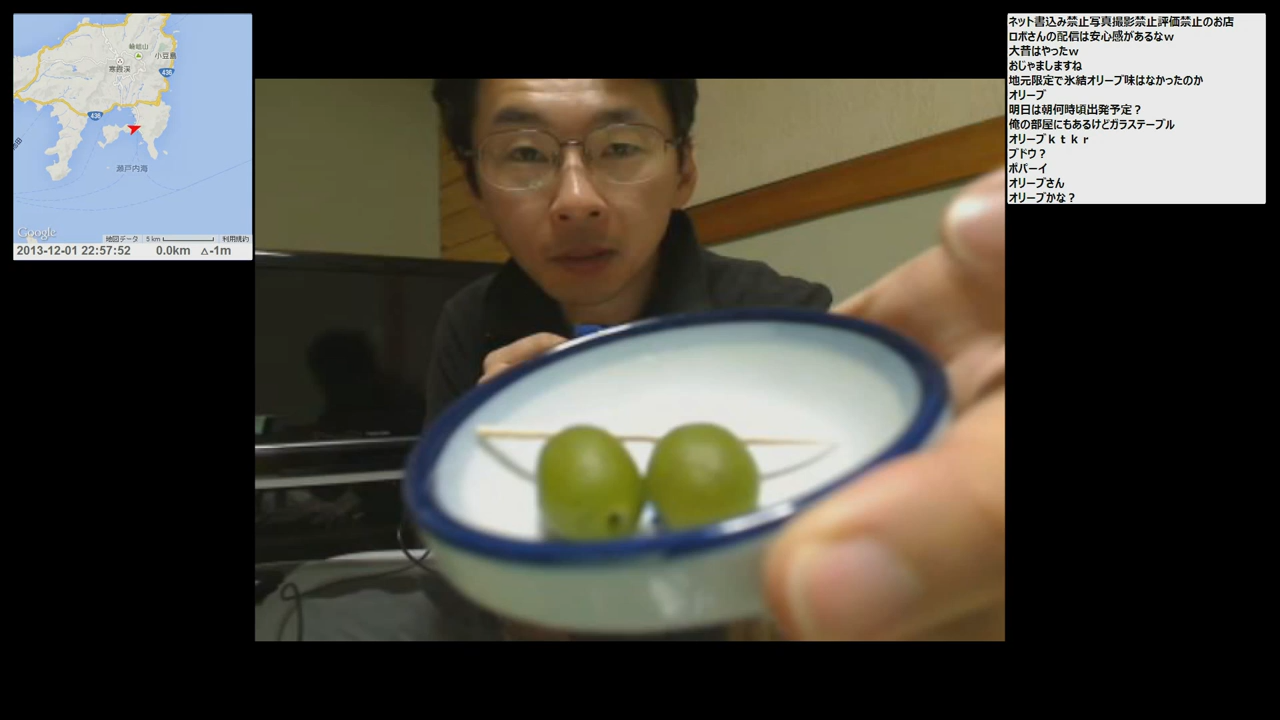 嶮岨山
小豆島
寒霞渓
436
436
瀬戸内海
Google
地図データ 5 km 利用規約
2013-12-01 22:57:52 0.0km △-1m
ネット書込み禁止写真撮影禁止評価禁止のお店
ロボさんの配信は安心感があるなｗ
大昔はやったｗ
おじゃましますね
地元限定で氷結オリーブ味はなかったのか
オリーブ
明日は朝何時頃出発予定？
俺の部屋にもあるけどガラステーブル
オリーブｋｔｋｒ
ブドウ？
ポパーイ
オリーブさん
オリーブかな？